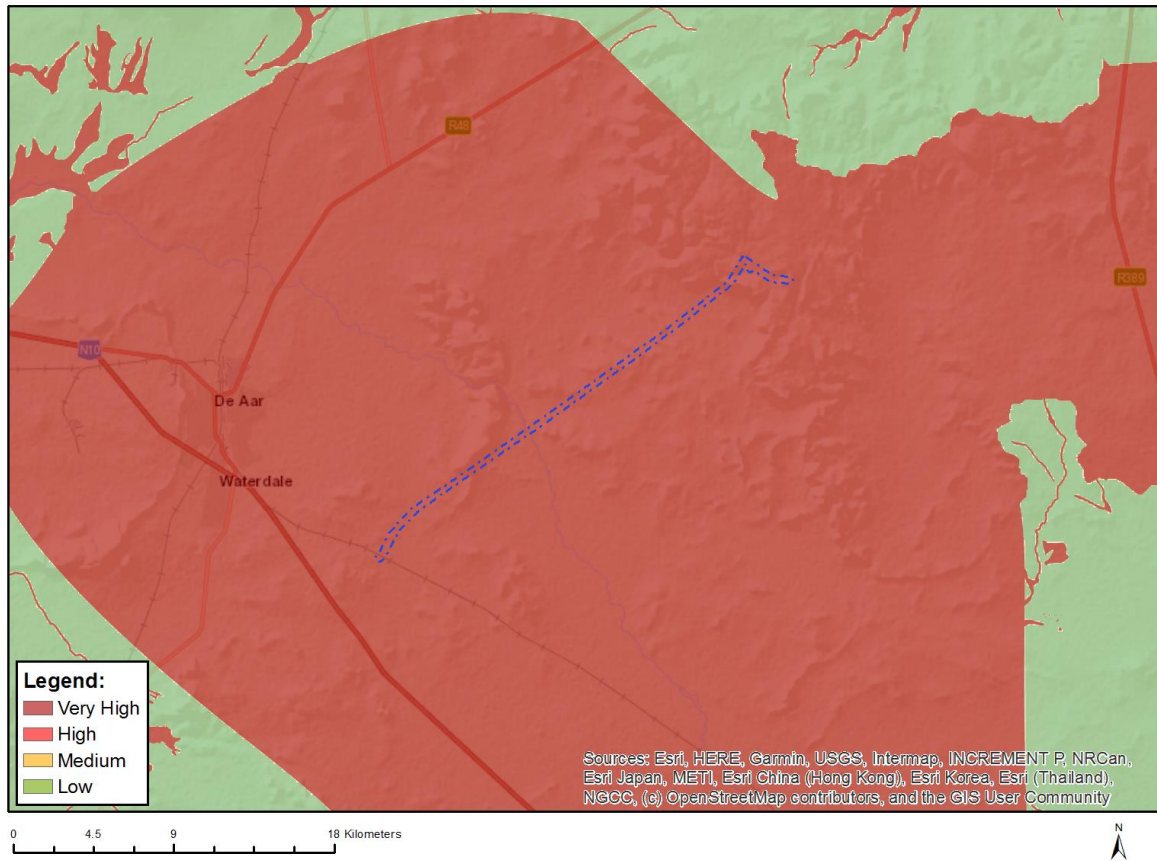 R48
R389
N10
De Aar
Waterdale
Legend:
Very High
High
Medium
Low
Sources: Esri, HERE, Garmin, USGS, Intermap, INCREMENT P, NRCan,
Esri Japan, METI, Esri China (Hong Kong), Esri Korea, Esri (Thailand),
NGCC, (c) OpenStreetMap contributors, and the GIS User Community
0 4.5 9 18 Kilometers
N